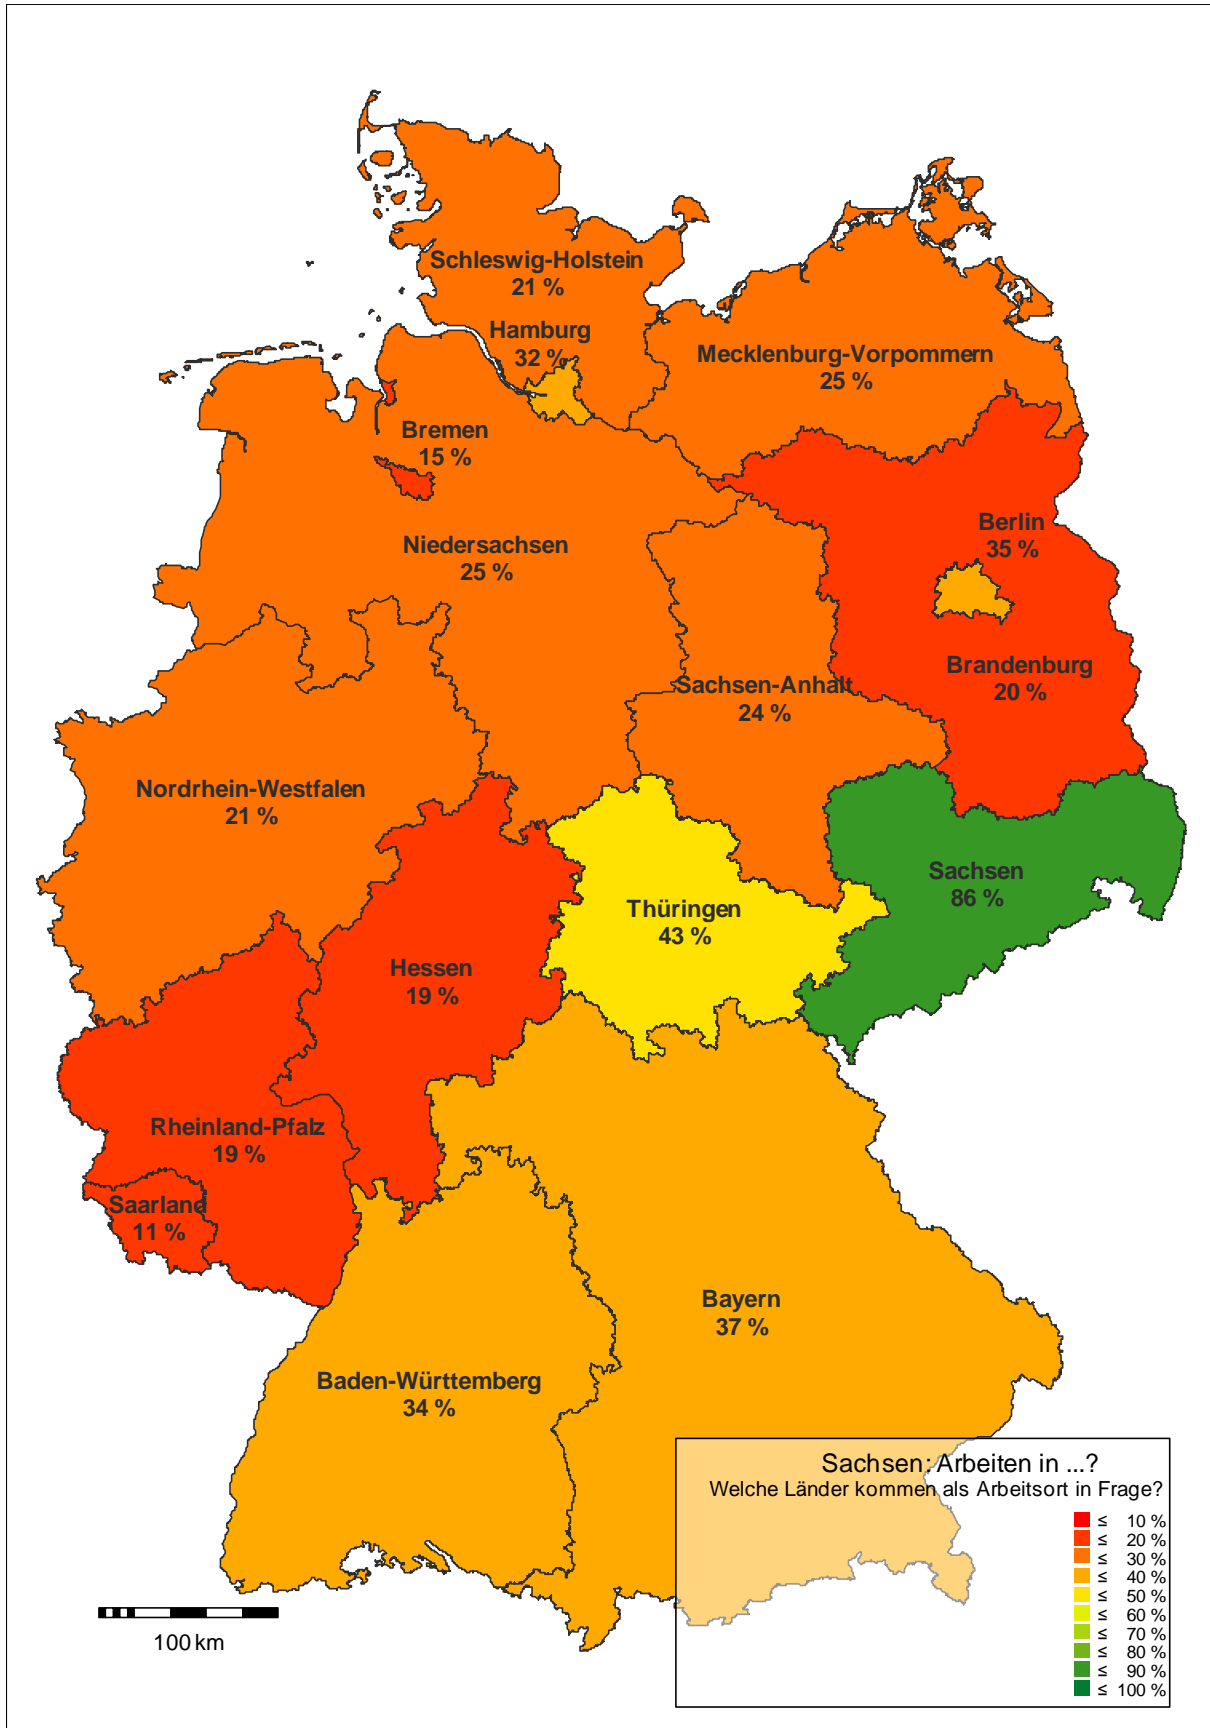 Schleswig-Holstein
21 %
Hamburg
32 %
Mecklenburg-Vorpommern
25 %
Bremen
15 %
Berlin
35 %
Niedersachsen
25 %
Brandenburg
20 %
Sachsen-Anhalt
24 %
Nordrhein-Westfalen
21 %
Sachsen
86 %
Thüringen
43 %
Hessen
19 %
Rheinland-Pfalz
19 %
Saarland
11 %
Bayern
37 %
Baden-Württemberg
34 %
Sachsen: Arbeiten in ...?
Welche Länder kommen als Arbeitsort in Frage?
≤ 10 %
≤ 20 %
≤ 30 %
≤ 40 %
≤ 50 %
≤ 60 %
≤ 70 %
≤ 80 %
≤ 90 %
≤ 100 %
100 km